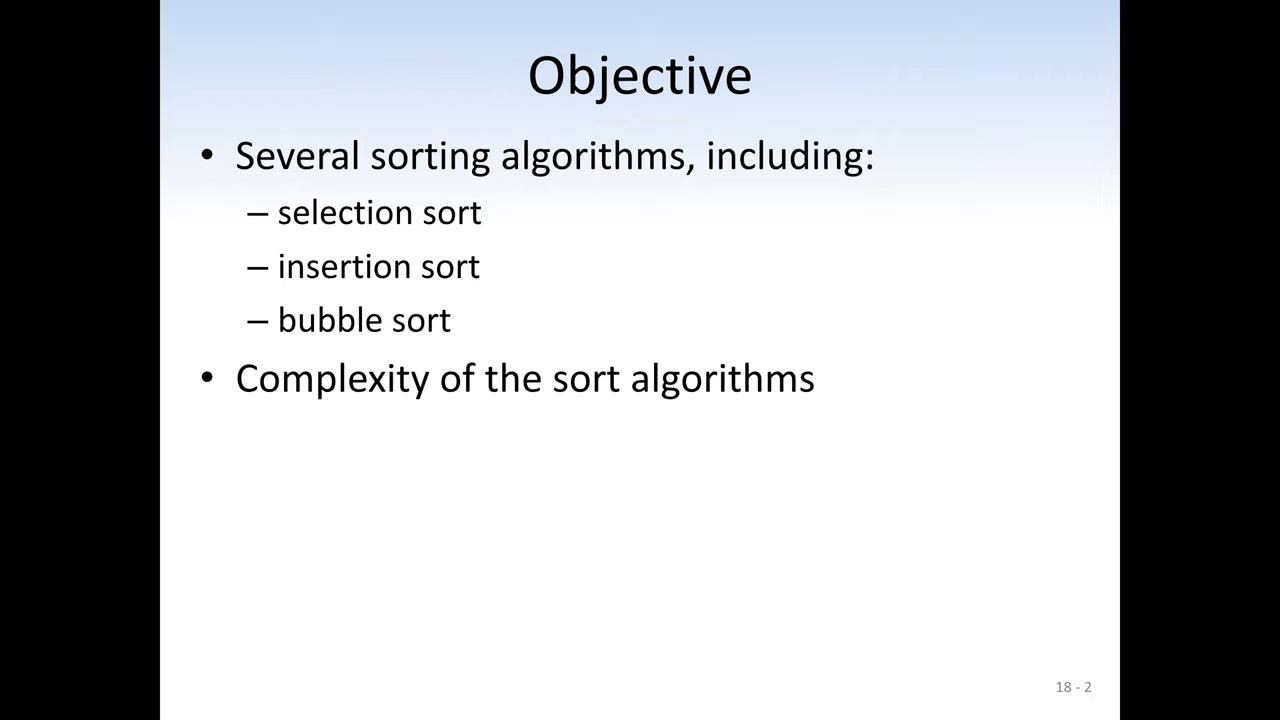 Objective
• Several sorting algorithms, including:
– selection sort
– insertion sort
– bubble sort
• Complexity of the sort algorithms
18 - 2